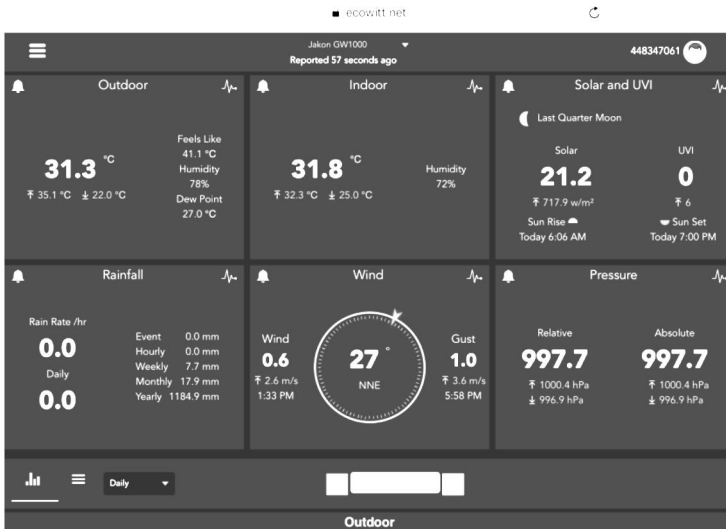 ecowitt.net
Jakon GW1000
Reported 57 seconds ago
448347061
Outdoor
31.3 °C
35.1 °C 22.0 °C
Feels Like
41.1 °C
Humidity
78%
Dew Point
27.0 °C
Indoor
31.8 °C
32.3 °C 25.0 °C
Humidity
72%
Solar and UVI
Last Quarter Moon
Solar
21.2
717.9 w/m²
UVI
0
6
Sun Rise
Today 6:06 AM
Sun Set
Today 7:00 PM
Rainfall
Rain Rate /hr
0.0
Daily
0.0
Event 0.0 mm
Hourly 0.0 mm
Weekly 7.7 mm
Monthly 17.9 mm
Yearly 1184.9 mm
Wind
Wind
0.6
2.6 m/s
1:33 PM
27 °
NNE
Gust
1.0
3.6 m/s
5:58 PM
Pressure
Relative
997.7
1000.4 hPa
996.9 hPa
Absolute
997.7
1000.4 hPa
996.9 hPa
Daily
Outdoor